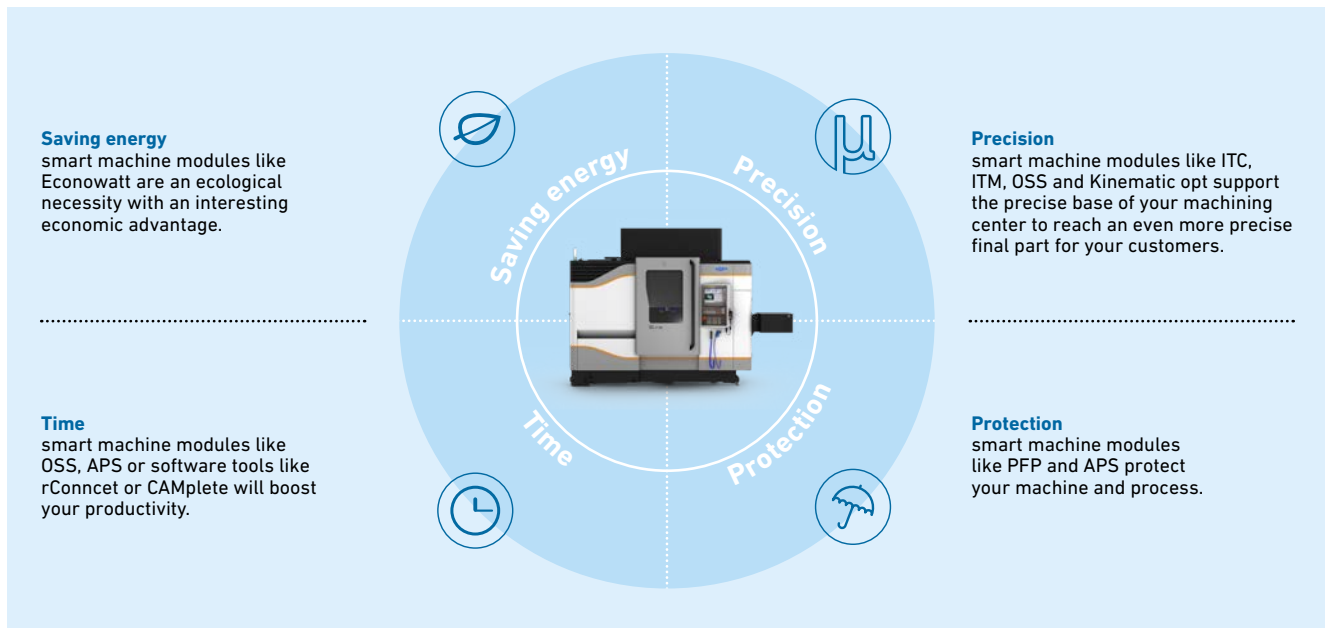 Saving energy
smart machine modules like
Econowatt are an ecological
necessity with an interesting
economic advantage.
Time
smart machine modules like
OSS, APS or software tools like
rConncet or CAMplete will boost
your productivity.
Saving energy
Precision
Time
Protection
µ
Precision
smart machine modules like ITC,
ITM, OSS and Kinematic opt support
the precise base of your machining
center to reach an even more precise
final part for your customers.
Protection
smart machine modules
like PFP and APS protect
your machine and process.